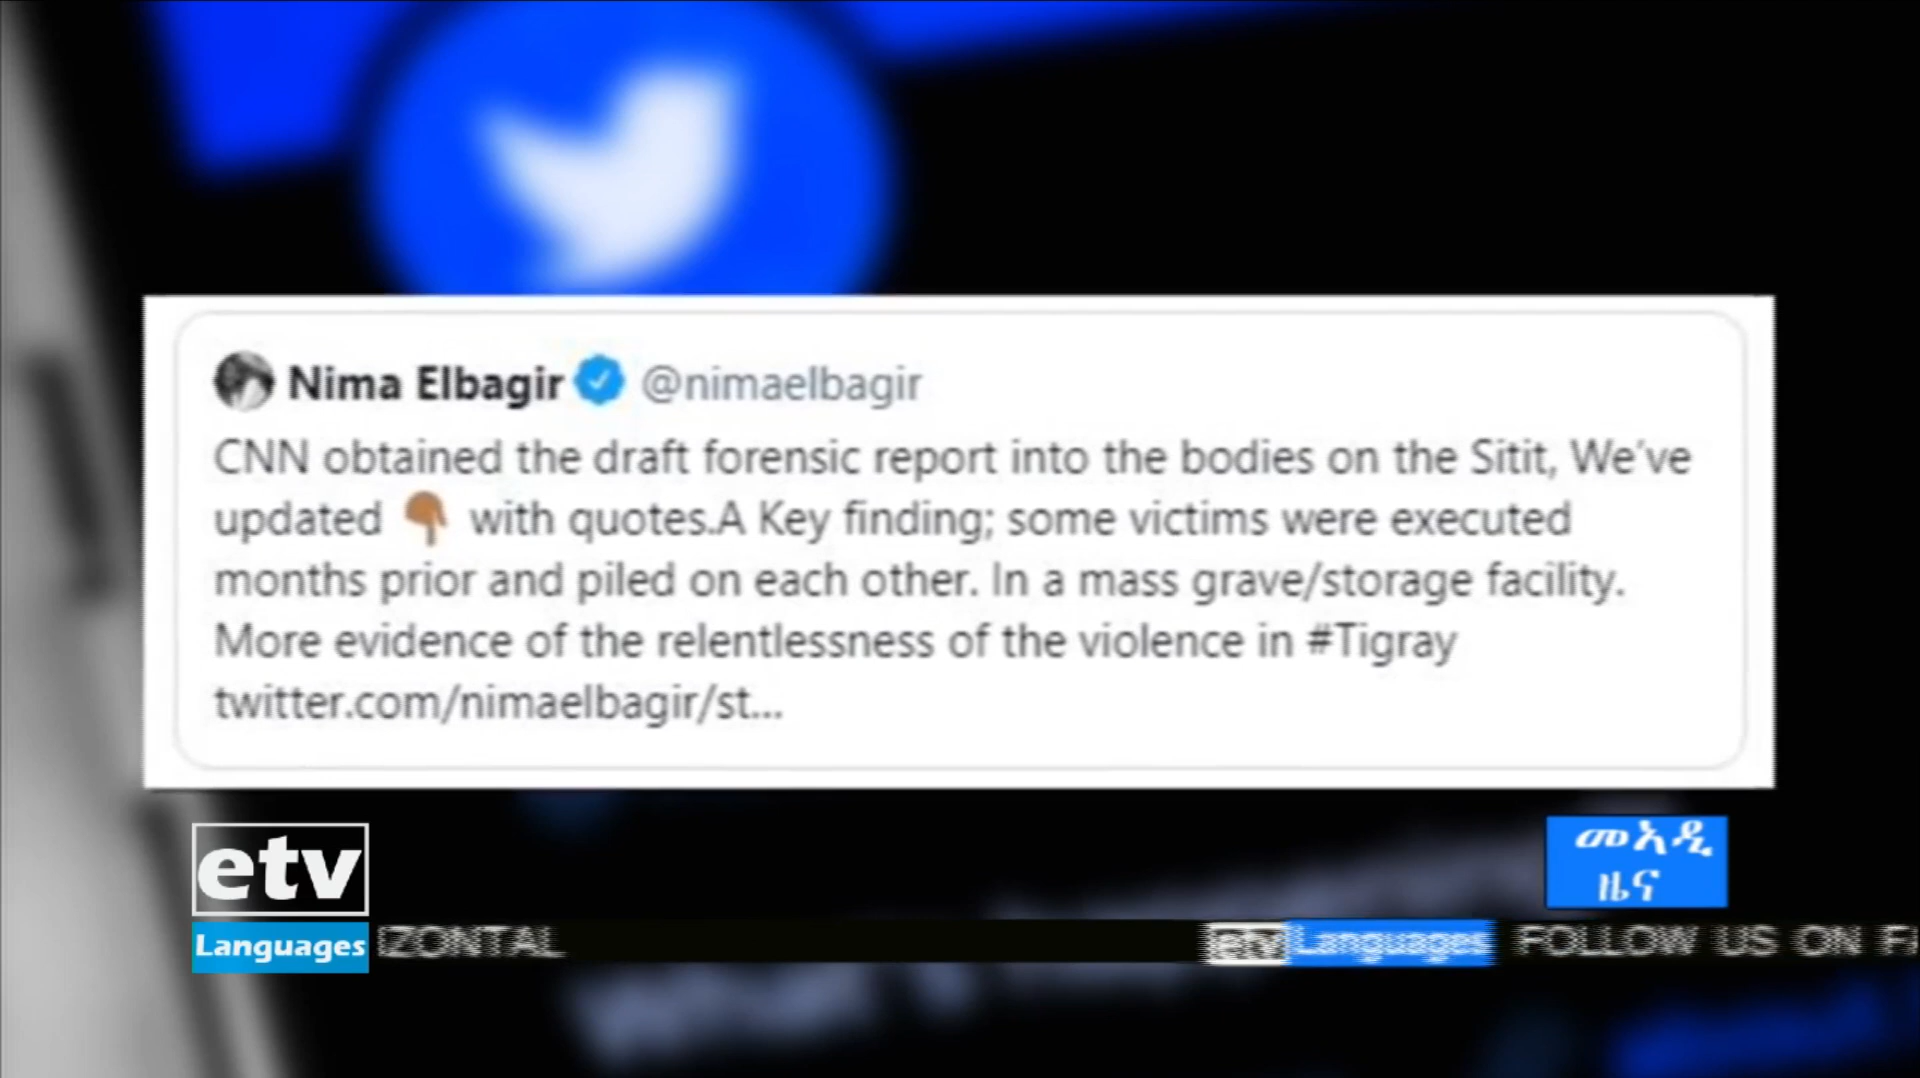 Nima Elbagir @nimaelbagir
CNN obtained the draft forensic report into the bodies on the Sitit, We've
updated 👇🏾 with quotes.A Key finding; some victims were executed
months prior and piled on each other. In a mass grave/storage facility.
More evidence of the relentlessness of the violence in #Tigray
twitter.com/nimaelbagir/st...
etv
መአዲ
ዜና
Languages IZONTAL etv Languages FOLLOW US ON F